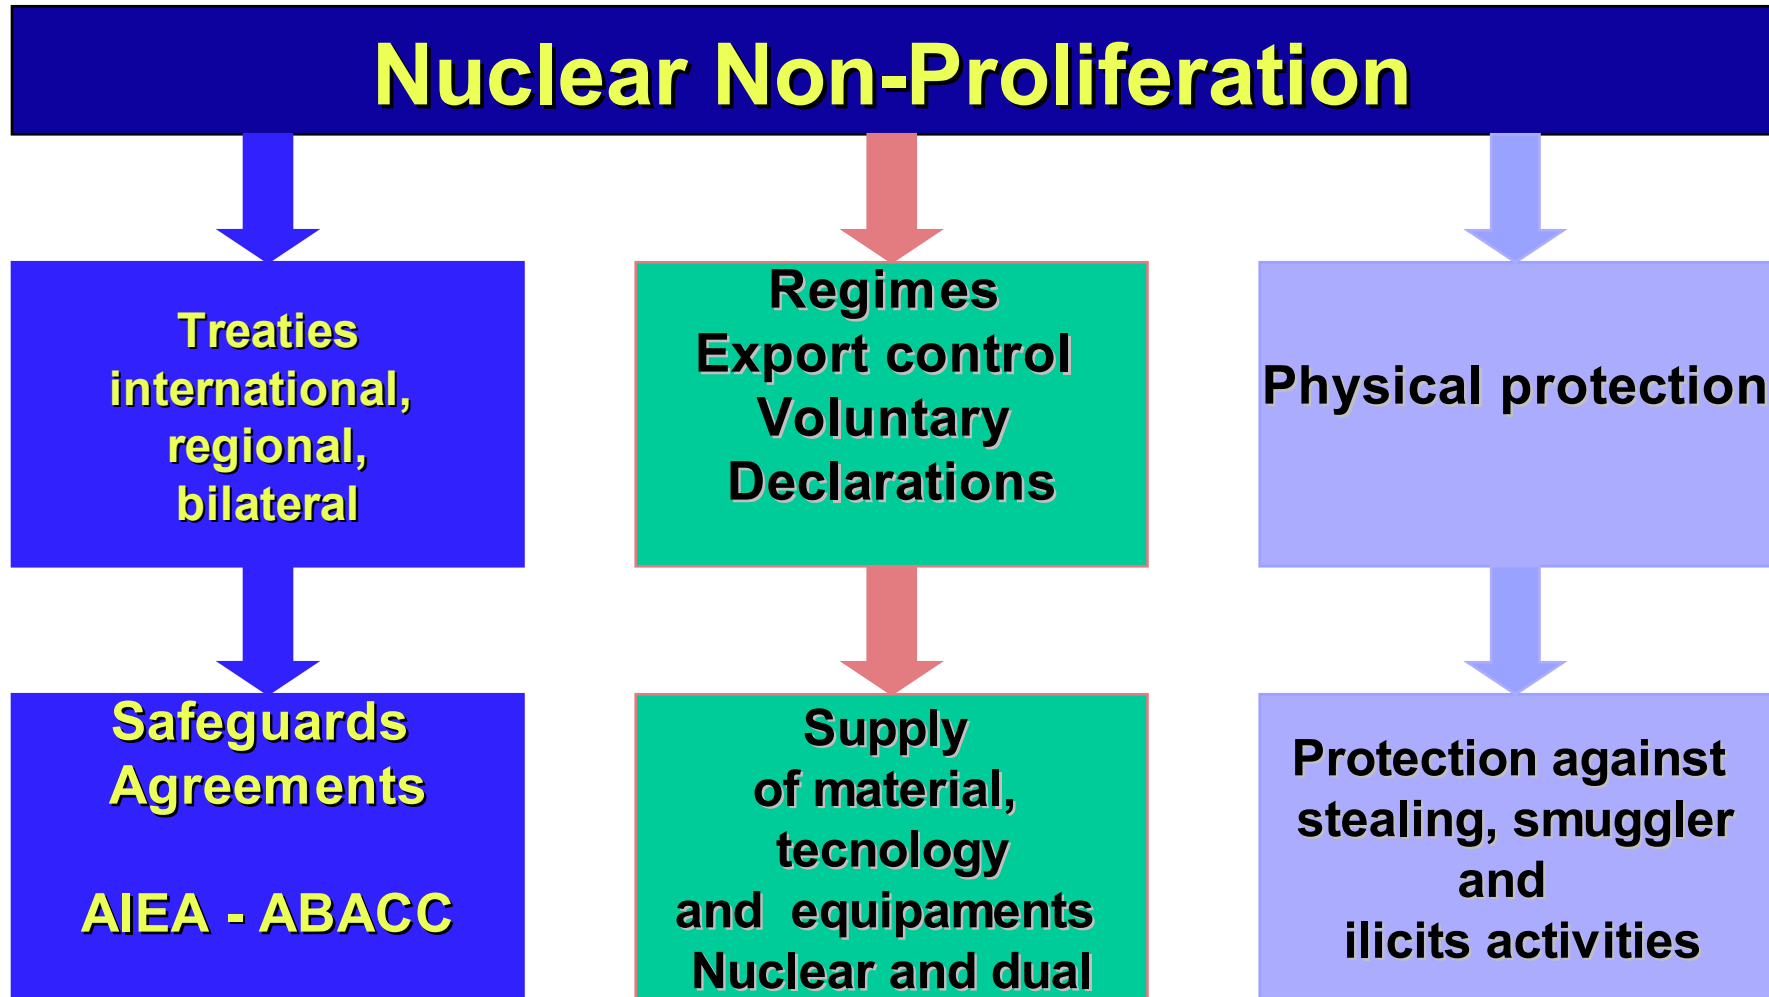 Nuclear Non-Proliferation
Treaties
international,
regional,
bilateral
Regimes
Export control
Voluntary
Declarations
Physical protection
Safeguards
Agreements
AIEA - ABACC
Supply
of material,
tecnology
and equipaments
Nuclear and dual
Protection against
stealing, smuggler
and
ilicits activities